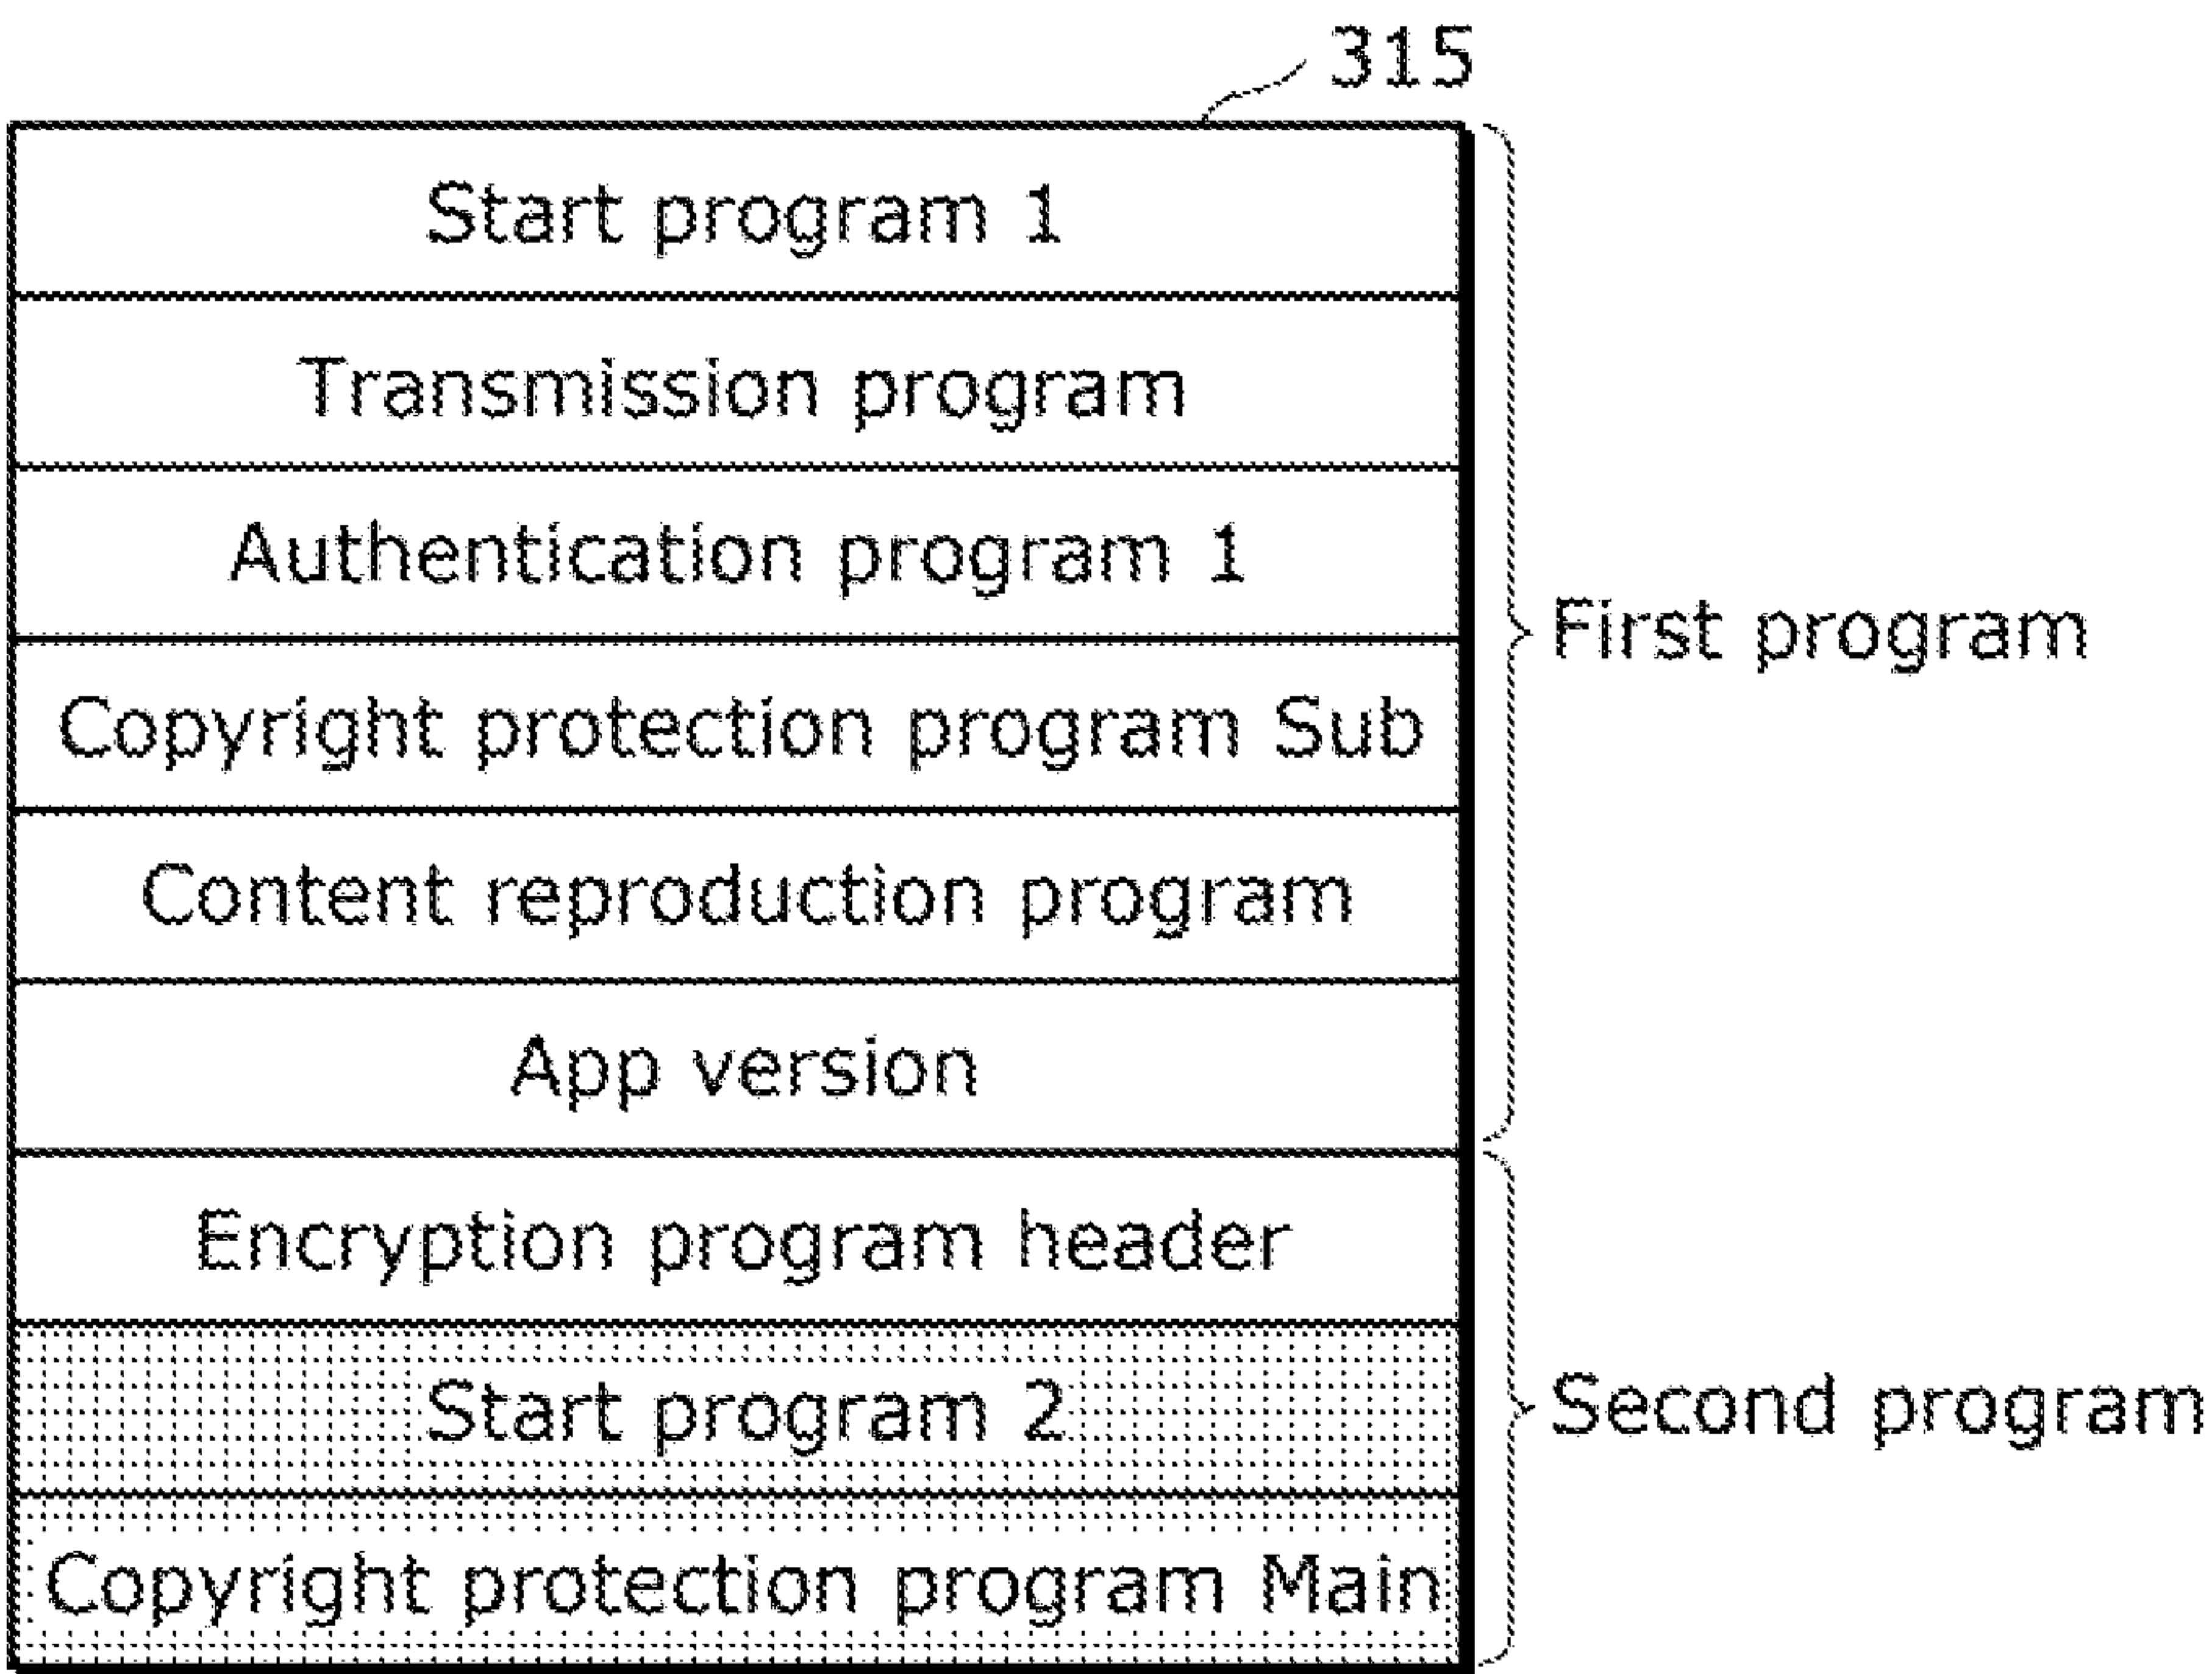 315
Start program 1
Transmission program
Authentication program 1
Copyright protection program Sub
Content reproduction program
App version
First program
Encryption program header
Start program 2
Copyright protection program Main
Second program